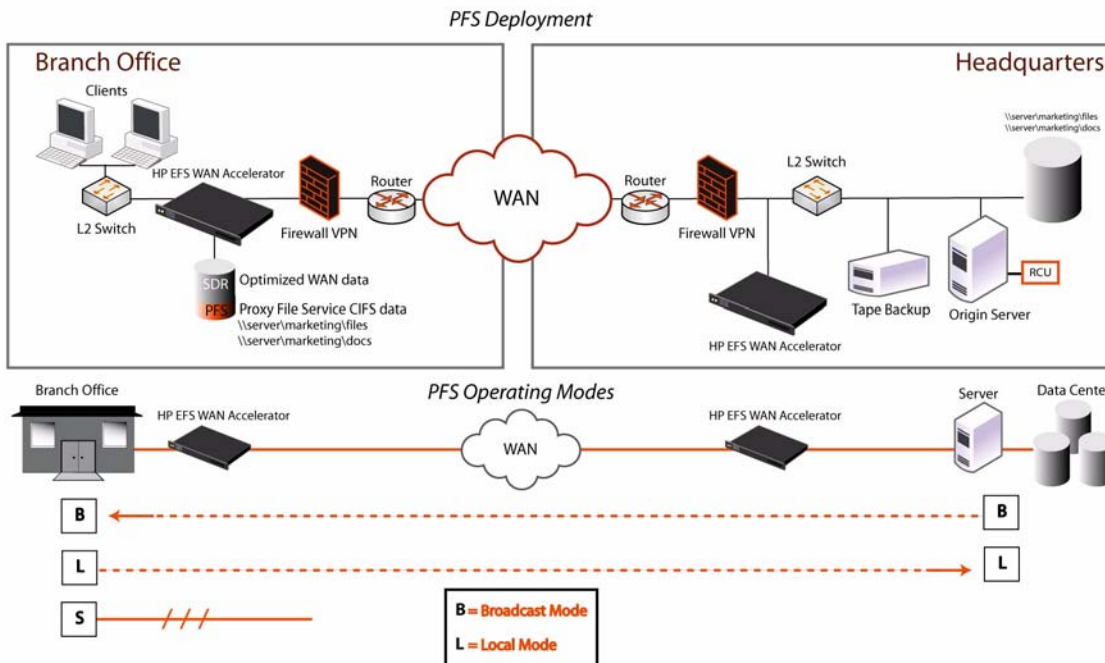 PFS Deployment
Branch Office
Clients
L2 Switch
HP EFS WAN Accelerator
Firewall VPN
Router
SDR
Optimized WAN data
PFS
Proxy File Service CIFS data
\\server\marketing\files
\\server\marketing\docs
WAN
Headquarters
\\server\marketing\files
\\server\marketing\docs
Router
Firewall VPN
L2 Switch
HP EFS WAN Accelerator
Tape Backup
Origin Server
RCU
PFS Operating Modes
Branch Office
HP EFS WAN Accelerator
WAN
HP EFS WAN Accelerator
Server
Data Cente
B
B
L
L
S
B = Broadcast Mode
L = Local Mode